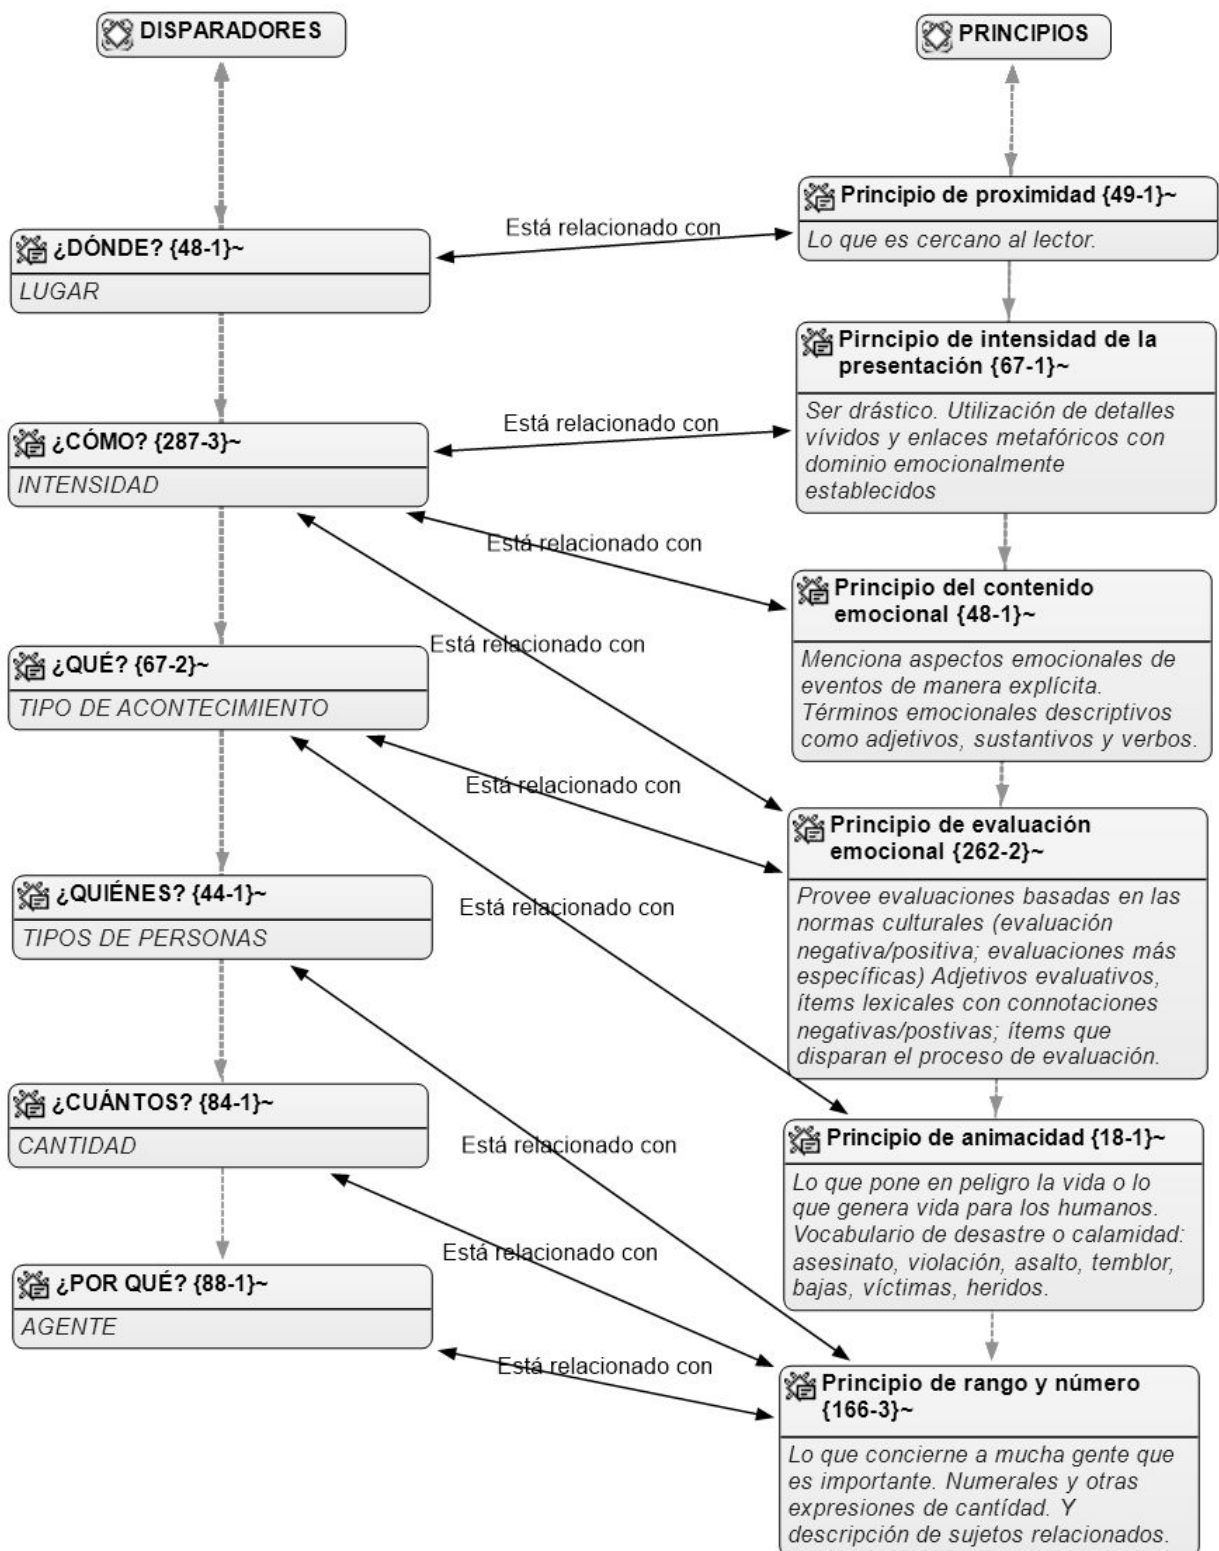 DISPARADORES
¿DÓNDE? {48-1}~
LUGAR
¿CÓMO? {287-3}~
INTENSIDAD
¿QUÉ? {67-2}~
TIPO DE ACONTECIMIENTO
¿QUIÉNES? {44-1}~
TIPOS DE PERSONAS
¿CUÁNTOS? {84-1}~
CANTIDAD
¿POR QUÉ? {88-1}~
AGENTE
Está relacionado con
Está relacionado con
Está relacionado con
Está relacionado con
Está relacionado con
Está relacionado con
Está relacionado con
Está relacionado con
Está relacionado con
PRINCIPIOS
Principio de proximidad {49-1}~
Lo que es cercano al lector.
Pirncipio de intensidad de la
presentación {67-1}~
Ser drástico. Utilización de detalles
vívidos y enlaces metafóricos con
dominio emocionalmente
establecidos
Principio del contenido
emocional {48-1}~
Menciona aspectos emocionales de
eventos de manera explícita.
Términos emocionales descriptivos
como adjetivos, sustantivos y verbos.
Principio de evaluación
emocional {262-2}~
Provee evaluaciones basadas en las
normas culturales (evaluación
negativa/positiva; evaluaciones más
específicas) Adjetivos evaluativos,
ítems lexicales con connotaciones
negativas/postivas; ítems que
disparan el proceso de evaluación.
Principio de animacidad {18-1}~
Lo que pone en peligro la vida o lo
que genera vida para los humanos.
Vocabulario de desastre o calamidad:
asesinato, violación, asalto, temblor,
bajas, víctimas, heridos.
Principio de rango y número
{166-3}~
Lo que concierne a mucha gente que
es importante. Numerales y otras
expresiones de cantídad. Y
descripción de sujetos relacionados.